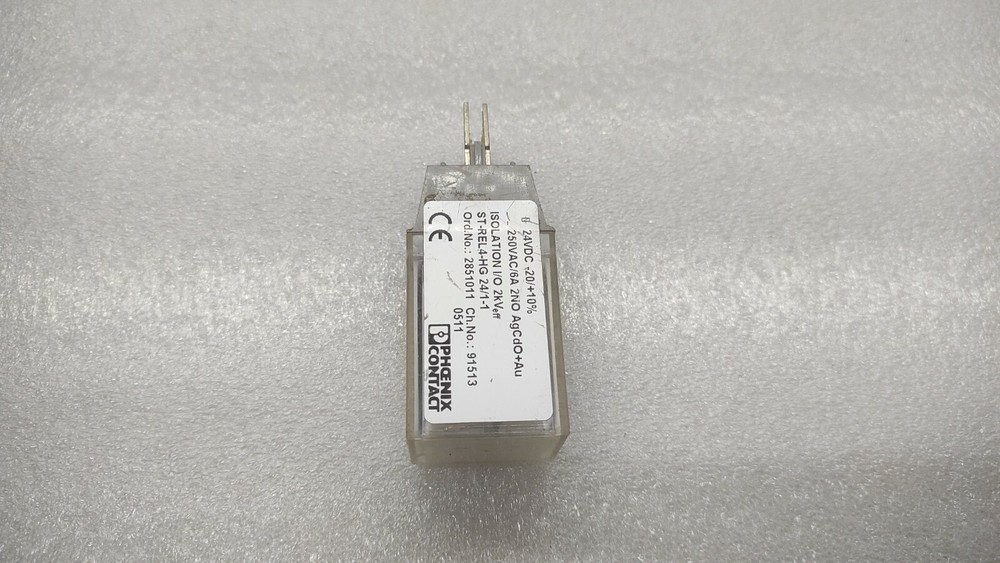 24VDC -20/+10%
250VAC/6A 2NO AgCdO+Au
ISOLATION I/O 2kVeff
ST-REL4-HG 24/1-1
Ord.No.: 2851011 Ch.No.: 91513
0511
CE
PHŒNIX
CONTACT